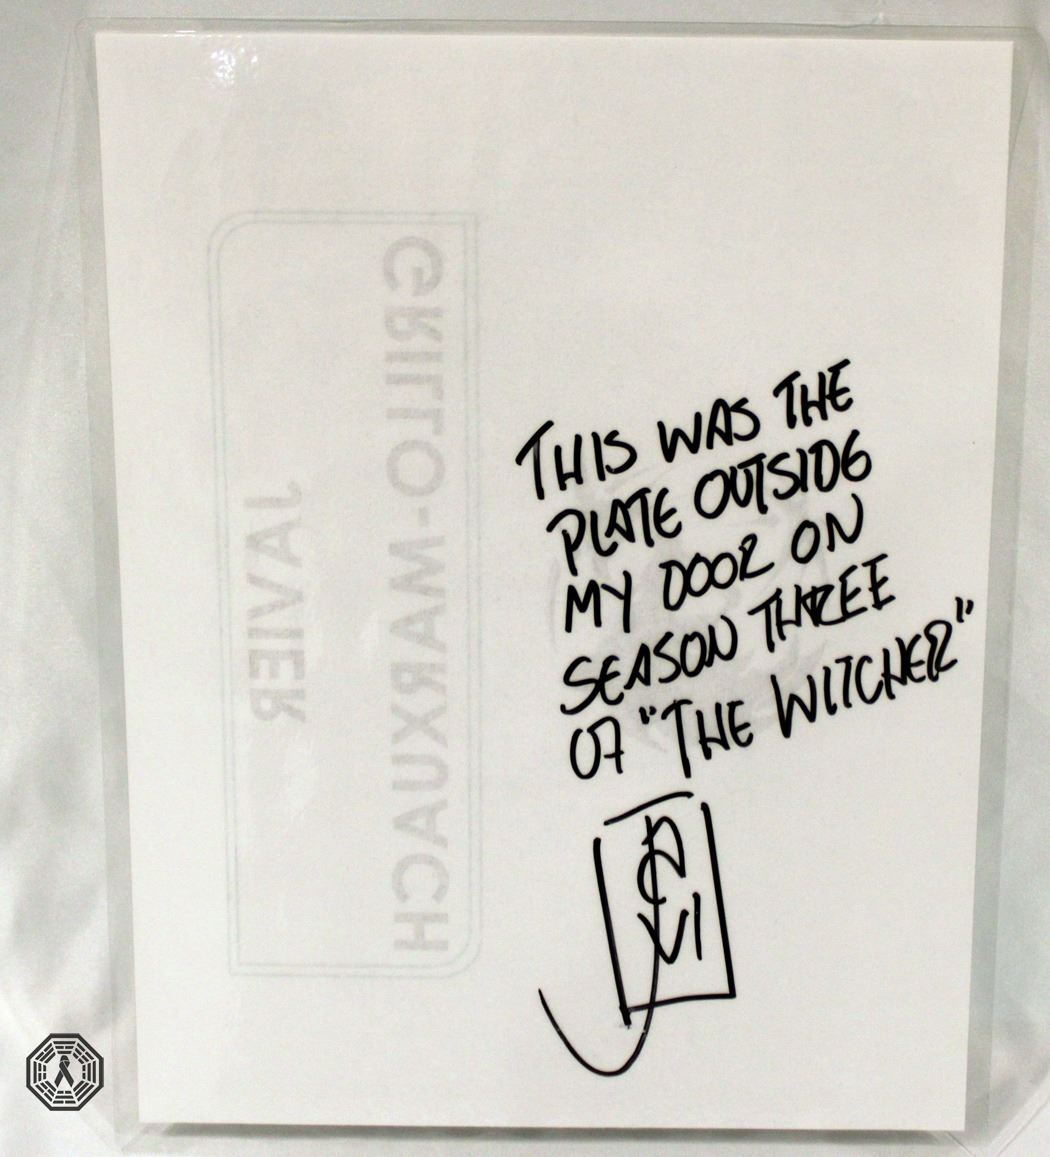 THIS WAS THE
PLATE OUTSIDE
MY DOOR ON
SEASON THREE
OF "THE WITCHER"
GRILLO-MARXUACH
JAVIER